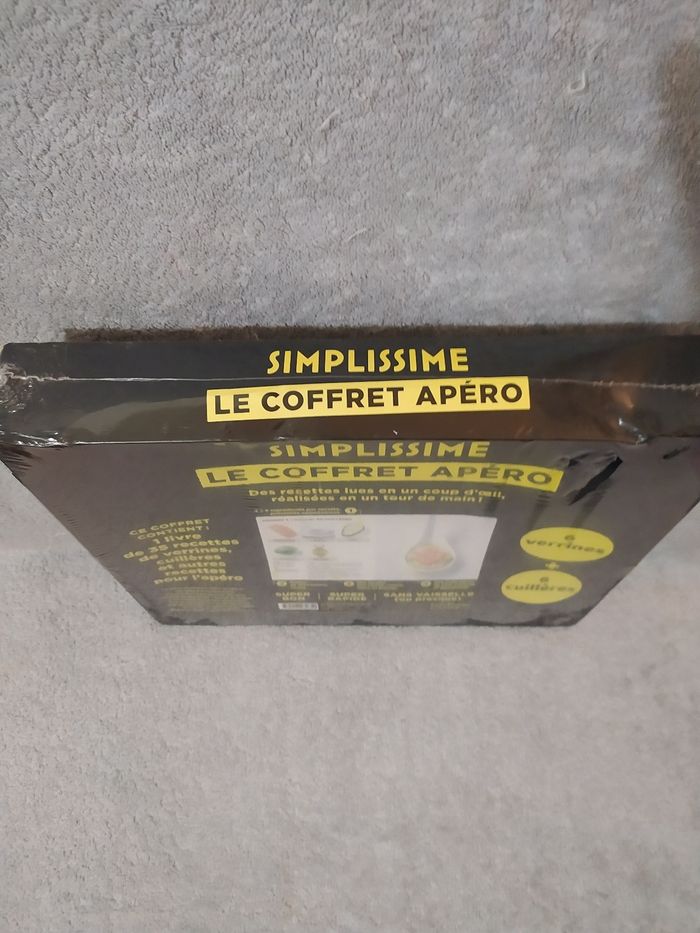 SIMPLISSIME
LE COFFRET APÉRO
SIMPLISSIME
LE COFFRET APÉRO
Des recettes lues en un coup d'œil,
réalisées en un tour de main !
CE COFFRET
CONTIENT :
1 livre
de 35 recettes
de verrines,
cuillères
et autres
recettes
pour l'apéro
6
verrines
+
6
cuillères
SUPER
BON
SUPER
RAPIDE
SANS VAISSELLE
(ou presque)